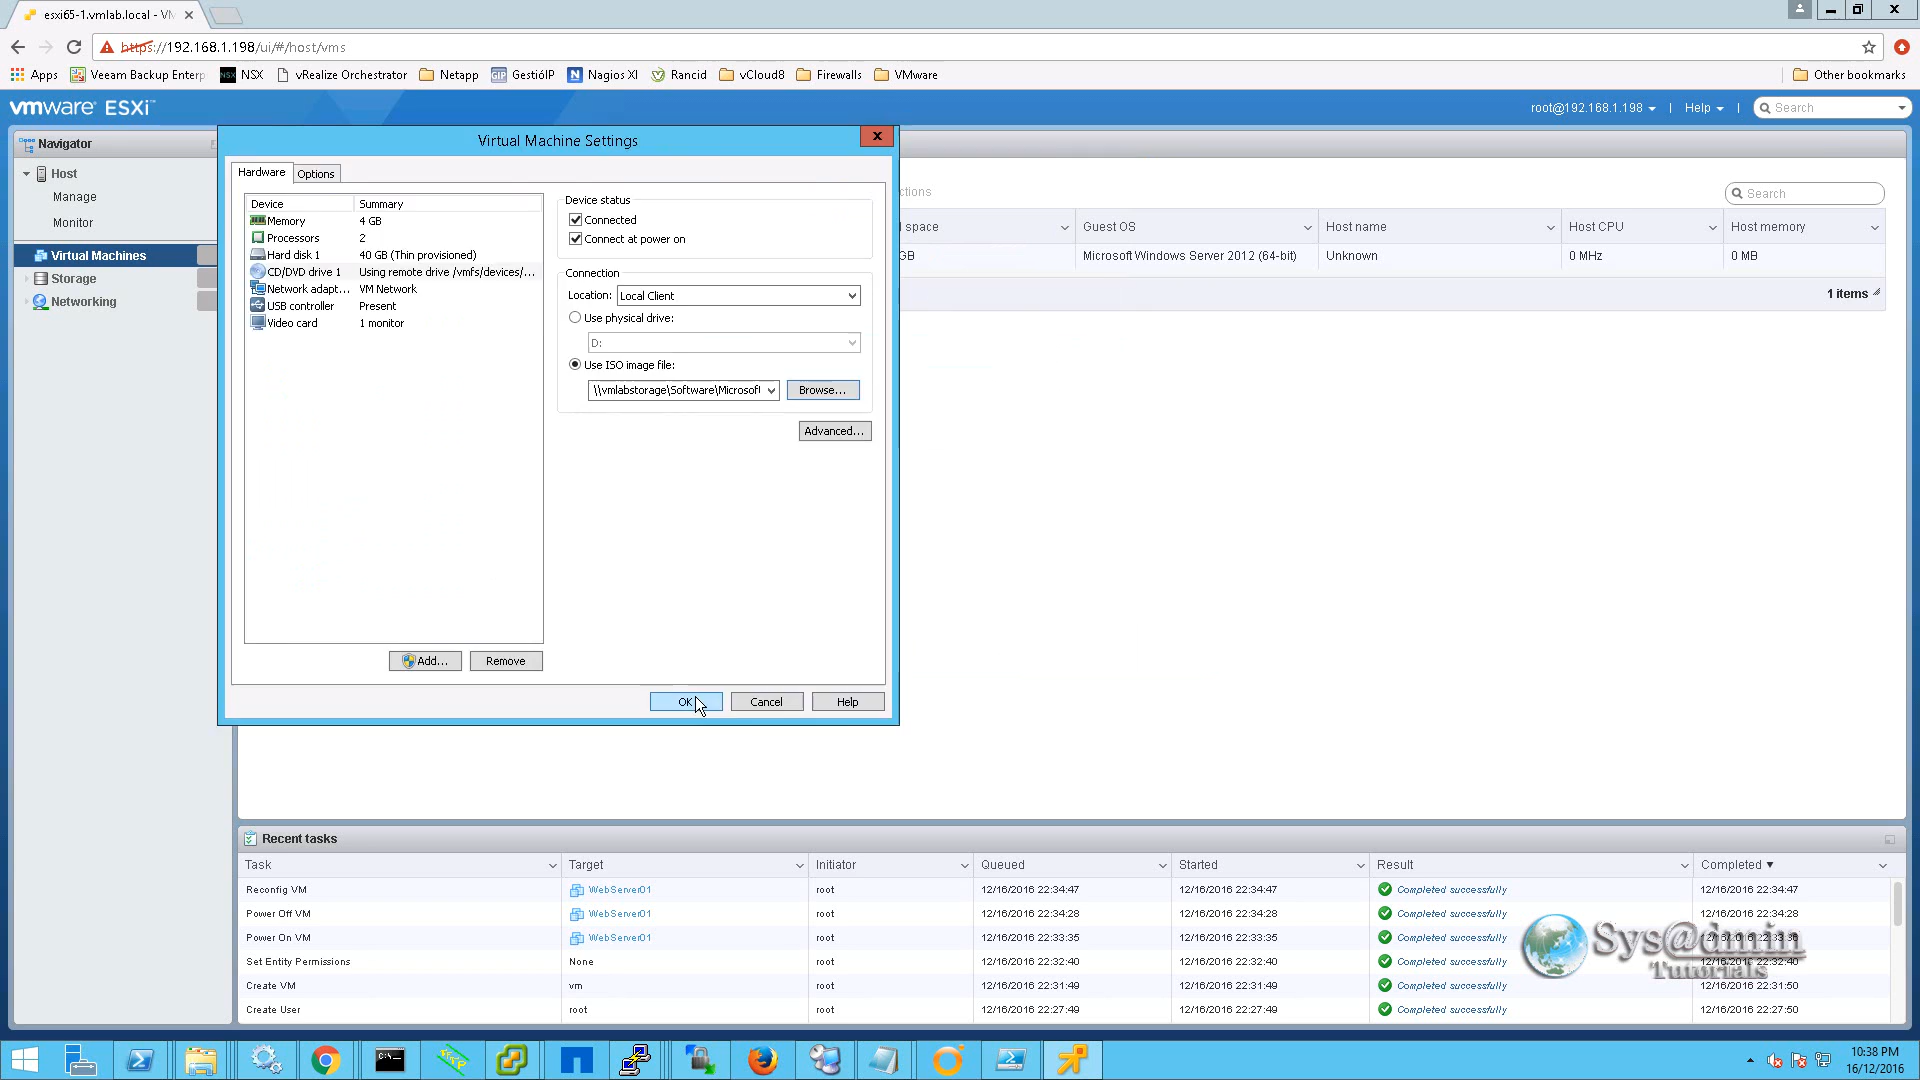 esxi65-1.vmlab.local - VM
https://192.168.1.198/ui/#/host/vms
Apps Veeam Backup Enterp NSX NSX vRealize Orchestrator Netapp GIP GestióIP N Nagios XI Rancid vCloud8 Firewalls VMware Other bookmarks
vmware ESXi™ root@192.168.1.198 | Help | Search
Navigator
Host
Manage
Monitor
Virtual Machines
Storage
Networking
Virtual Machine Settings
Hardware Options
Device Summary
Memory 4 GB
Processors 2
Hard disk 1 40 GB (Thin provisioned)
CD/DVD drive 1 Using remote drive /vmfs/devices/...
Network adapt... VM Network
USB controller Present
Video card 1 monitor
Add... Remove
Device status
Connected
Connect at power on
Connection
Location: Local Client
Use physical drive:
D:
Use ISO image file:
\\vmlabstorage\Software\Microsoft Browse...
Advanced...
OK Cancel Help
ctions Search
space Guest OS Host name Host CPU Host memory
GB Microsoft Windows Server 2012 (64-bit) Unknown 0 MHz 0 MB
1 items
Recent tasks
Task Target Initiator Queued Started Result Completed ▼
Reconfig VM WebServer01 root 12/16/2016 22:34:47 12/16/2016 22:34:47 Completed successfully 12/16/2016 22:34:47
Power Off VM WebServer01 root 12/16/2016 22:34:28 12/16/2016 22:34:28 Completed successfully 12/16/2016 22:34:28
Power On VM WebServer01 root 12/16/2016 22:33:35 12/16/2016 22:33:35 Completed successfully 12/16/2016 22:33:36
Set Entity Permissions None root 12/16/2016 22:32:40 12/16/2016 22:32:40 Completed successfully 12/16/2016 22:32:40
Create VM vm root 12/16/2016 22:31:49 12/16/2016 22:31:49 Completed successfully 12/16/2016 22:31:50
Create User root root 12/16/2016 22:27:49 12/16/2016 22:27:49 Completed successfully 12/16/2016 22:27:50
Sys@dmin
Tutorials
10:38 PM
16/12/2016